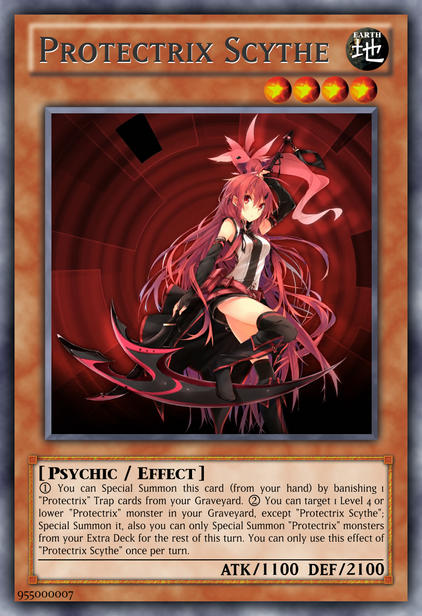 PROTECTRIX SCYTHE
EARTH
地
[ PSYCHIC / EFFECT ]
① You can Special Summon this card (from your hand) by banishing 1
"Protectrix" Trap cards from your Graveyard. ② You can target 1 Level 4 or
lower "Protectrix" monster in your Graveyard, except "Protectrix Scythe";
Special Summon it, also you can only Special Summon "Protectrix" monsters
from your Extra Deck for the rest of this turn. You can only use this effect of
"Protectrix Scythe" once per turn.
ATK/1100 DEF/2100
955000007